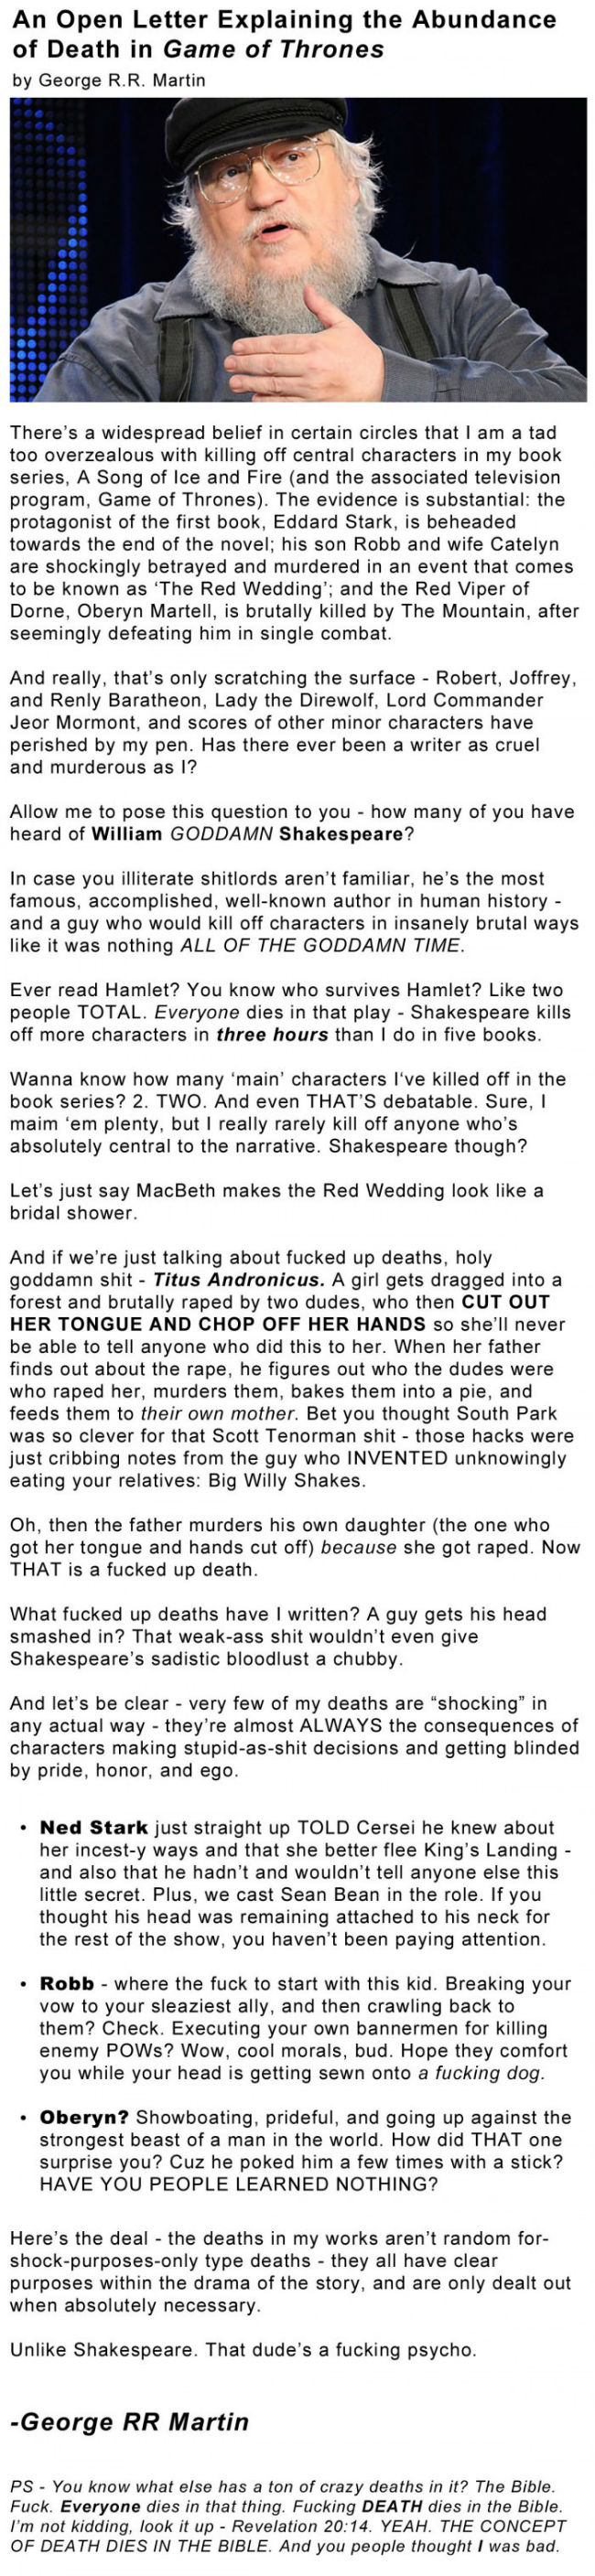 An Open Letter Explaining the Abundance
of Death in Game of Thrones
by George R.R. Martin
There's a widespread belief in certain circles that I am a tad
too overzealous with killing off central characters in my book
series, A Song of Ice and Fire (and the associated television
program, Game of Thrones). The evidence is substantial: the
protagonist of the first book, Eddard Stark, is beheaded
towards the end of the novel; his son Robb and wife Catelyn
are shockingly betrayed and murdered in an event that comes
to be known as 'The Red Wedding'; and the Red Viper of
Dorne, Oberyn Martell, is brutally killed by The Mountain, after
seemingly defeating him in single combat.
And really, that's only scratching the surface - Robert, Joffrey,
and Renly Baratheon, Lady the Direwolf, Lord Commander
Jeor Mormont, and scores of other minor characters have
perished by my pen. Has there ever been a writer as cruel
and murderous as I?
Allow me to pose this question to you - how many of you have
heard of William GODDAMN Shakespeare?
In case you illiterate shitlords aren't familiar, he's the most
famous, accomplished, well-known author in human history -
and a guy who would kill off characters in insanely brutal ways
like it was nothing ALL OF THE GODDAMN TIME.
Ever read Hamlet? You know who survives Hamlet? Like two
people TOTAL. Everyone dies in that play - Shakespeare kills
off more characters in three hours than I do in five books.
Wanna know how many 'main' characters I've killed off in the
book series? 2. TWO. And even THAT'S debatable. Sure, I
maim 'em plenty, but I really rarely kill off anyone who's
absolutely central to the narrative. Shakespeare though?
Let's just say MacBeth makes the Red Wedding look like a
bridal shower.
And if we're just talking about fucked up deaths, holy
goddamn shit - Titus Andronicus. A girl gets dragged into a
forest and brutally raped by two dudes, who then CUT OUT
HER TONGUE AND CHOP OFF HER HANDS so she'll never
be able to tell anyone who did this to her. When her father
finds out about the rape, he figures out who the dudes were
who raped her, murders them, bakes them into a pie, and
feeds them to their own mother. Bet you thought South Park
was so clever for that Scott Tenorman shit - those hacks were
just cribbing notes from the guy who INVENTED unknowingly
eating your relatives: Big Willy Shakes.
Oh, then the father murders his own daughter (the one who
got her tongue and hands cut off) because she got raped. Now
THAT is a fucked up death.
What fucked up deaths have I written? A guy gets his head
smashed in? That weak-ass shit wouldn't even give
Shakespeare's sadistic bloodlust a chubby.
And let's be clear - very few of my deaths are "shocking" in
any actual way - they're almost ALWAYS the consequences of
characters making stupid-as-shit decisions and getting blinded
by pride, honor, and ego.
• Ned Stark just straight up TOLD Cersei he knew about
her incest-y ways and that she better flee King's Landing -
and also that he hadn't and wouldn't tell anyone else this
little secret. Plus, we cast Sean Bean in the role. If you
thought his head was remaining attached to his neck for
the rest of the show, you haven't been paying attention.
• Robb - where the fuck to start with this kid. Breaking your
vow to your sleaziest ally, and then crawling back to
them? Check. Executing your own bannermen for killing
enemy POWs? Wow, cool morals, bud. Hope they comfort
you while your head is getting sewn onto a fucking dog.
• Oberyn? Showboating, prideful, and going up against the
strongest beast of a man in the world. How did THAT one
surprise you? Cuz he poked him a few times with a stick?
HAVE YOU PEOPLE LEARNED NOTHING?
Here's the deal - the deaths in my works aren't random for-
shock-purposes-only type deaths - they all have clear
purposes within the drama of the story, and are only dealt out
when absolutely necessary.
Unlike Shakespeare. That dude's a fucking psycho.
-George RR Martin
PS - You know what else has a ton of crazy deaths in it? The Bible.
Fuck. Everyone dies in that thing. Fucking DEATH dies in the Bible.
I'm not kidding, look it up - Revelation 20:14. YEAH. THE CONCEPT
OF DEATH DIES IN THE BIBLE. And you people thought I was bad.